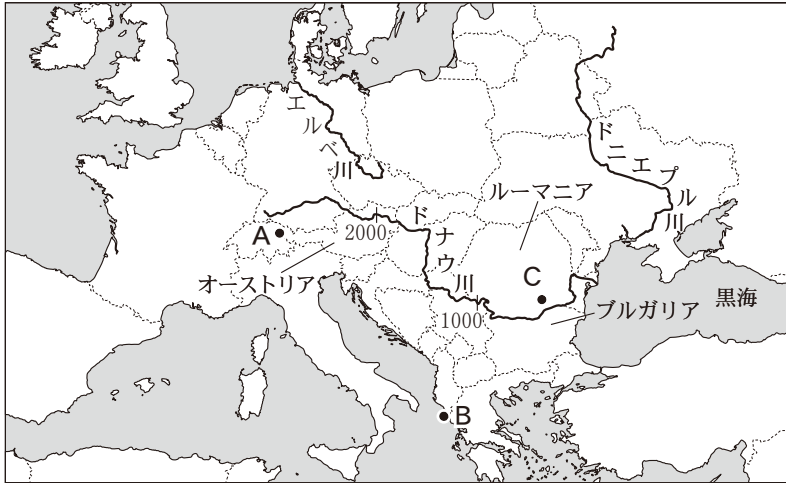 エルベ川
ドニエプル川
ルーマニア
A
2000
ドナウ川
オーストリア
C
1000
ブルガリア
黒海
B